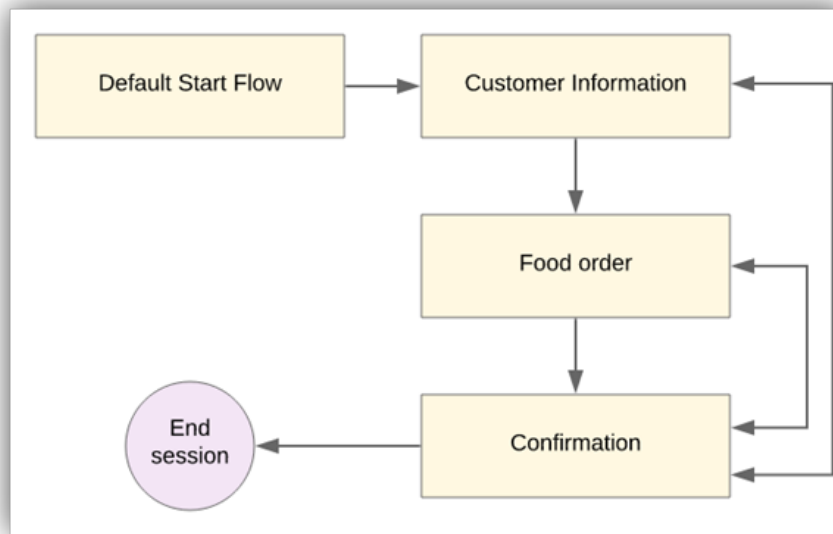 Default Start Flow
Customer Information
Food order
Confirmation
End
session